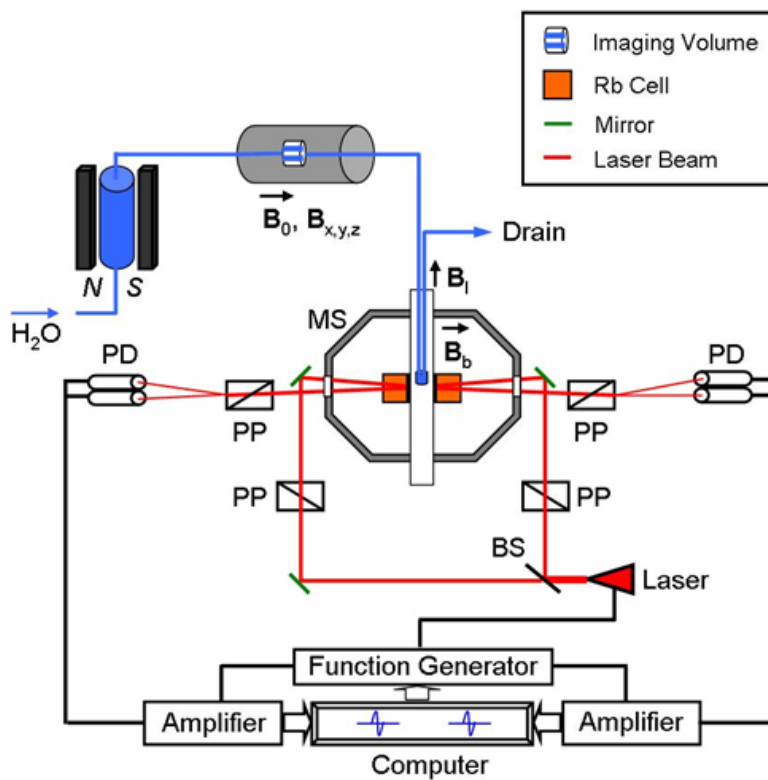 Imaging Volume
Rb Cell
Mirror
Laser Beam
B₀, Bx,y,z
Drain
N S
H₂O
Bₗ
MS
Bb
PD
PD
PP
PP
PP
PP
BS
Laser
Function Generator
Amplifier
Amplifier
Computer